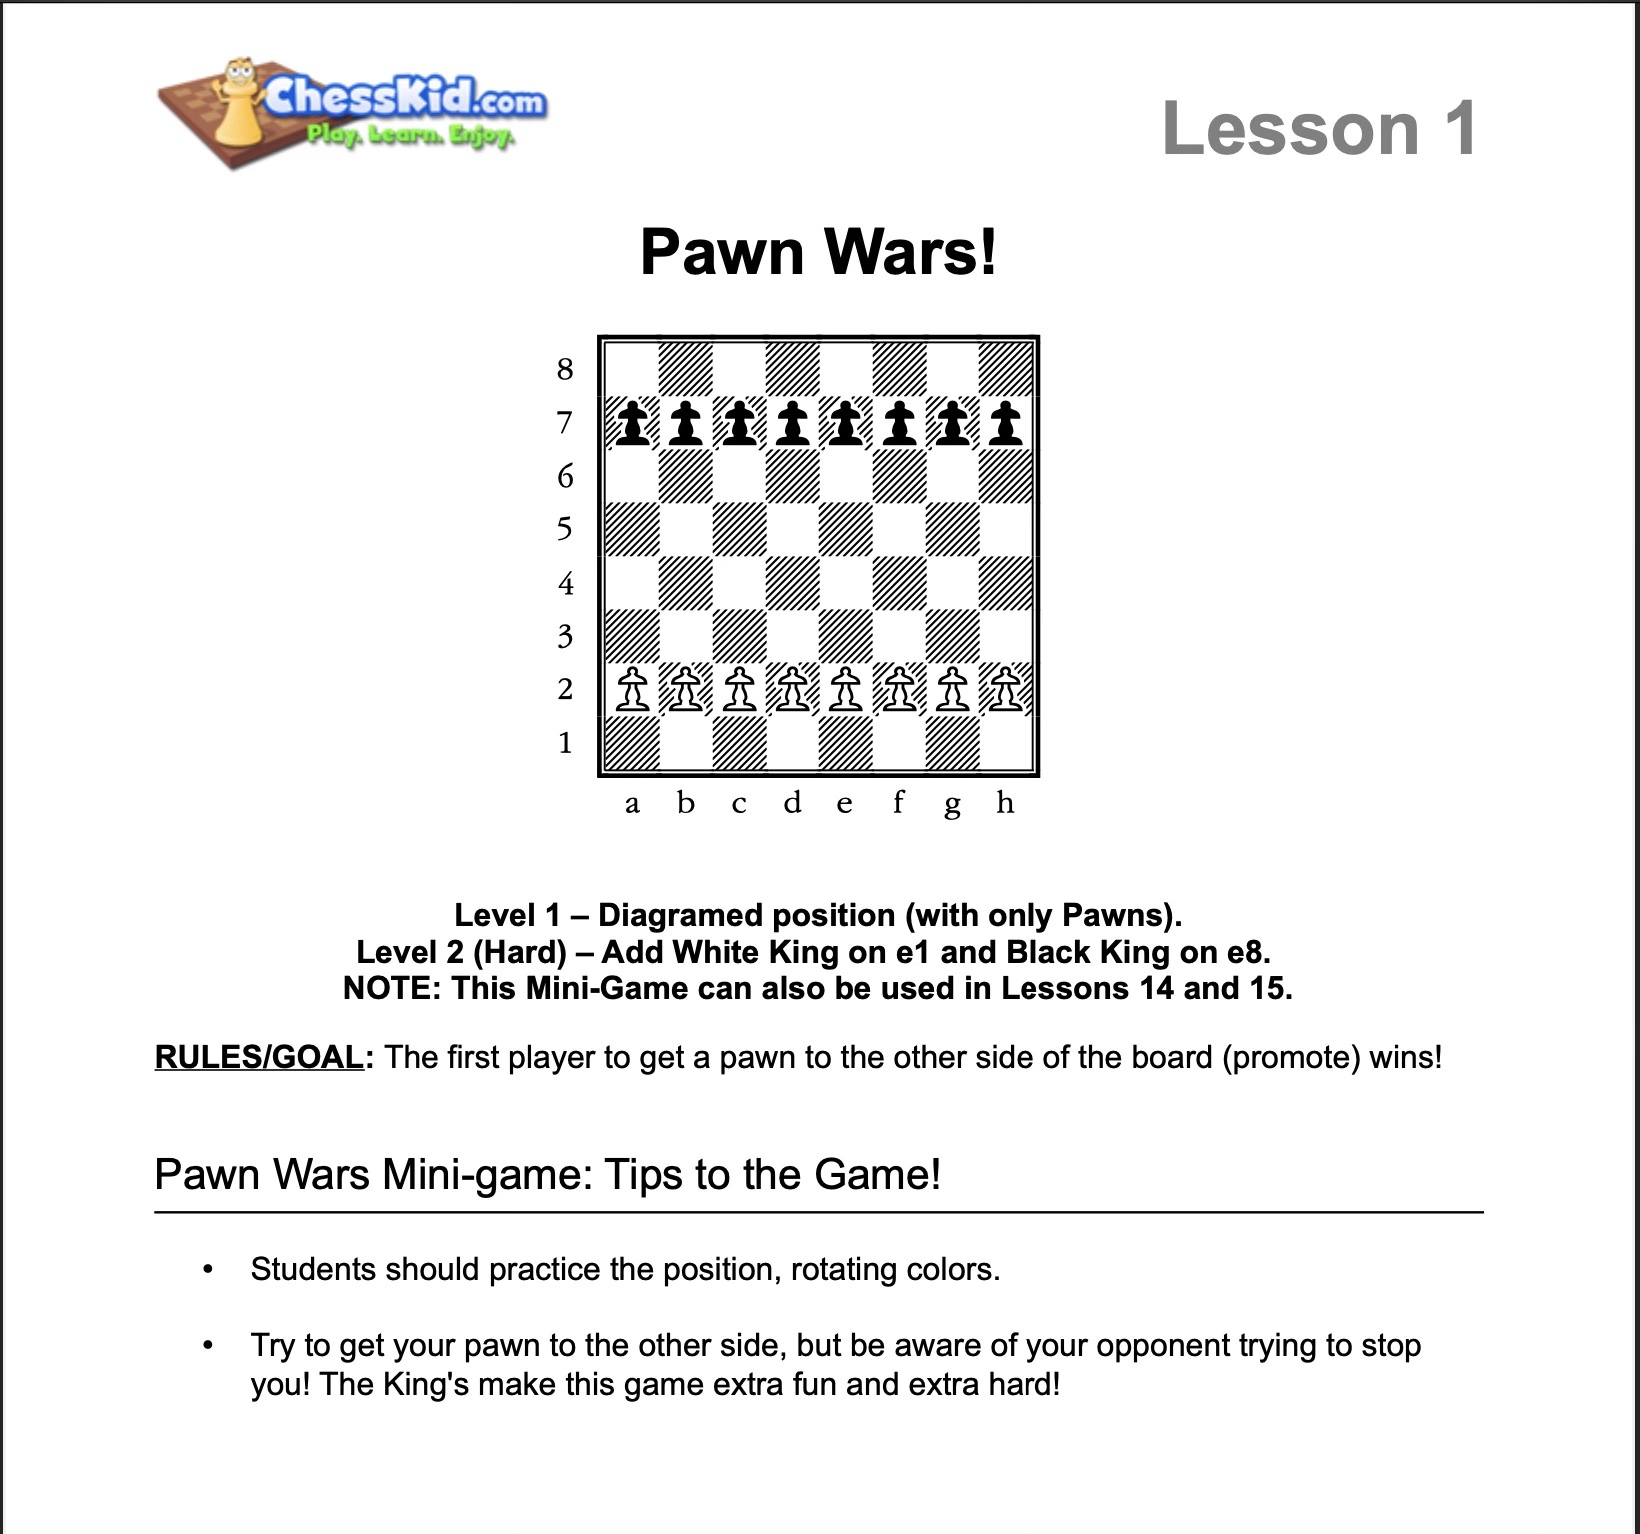 ChessKid.com
Play. Learn. Enjoy.
Lesson 1
Pawn Wars!
8
7
6
5
4
3
2
1
a b c d e f g h
Level 1 – Diagramed position (with only Pawns).
Level 2 (Hard) – Add White King on e1 and Black King on e8.
NOTE: This Mini-Game can also be used in Lessons 14 and 15.
RULES/GOAL: The first player to get a pawn to the other side of the board (promote) wins!
Pawn Wars Mini-game: Tips to the Game!
• Students should practice the position, rotating colors.
• Try to get your pawn to the other side, but be aware of your opponent trying to stop
you! The King's make this game extra fun and extra hard!